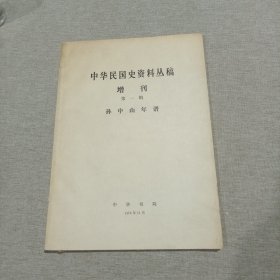 中华民国史资料丛稿
增刊
第一辑
孙中山年谱
中华书局